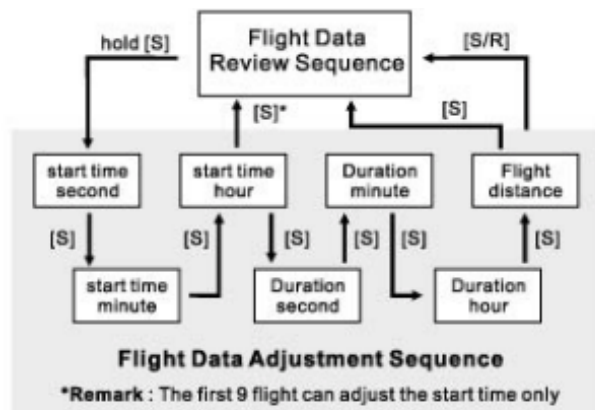 Flight Data
Review Sequence
hold [S]
[S/R]
[S]*
[S]
start time
second
start time
hour
Duration
minute
Flight
distance
[S]
[S]
[S]
[S]
[S]
[S]
start time
minute
Duration
second
Duration
hour
Flight Data Adjustment Sequence
*Remark : The first 9 flight can adjust the start time only